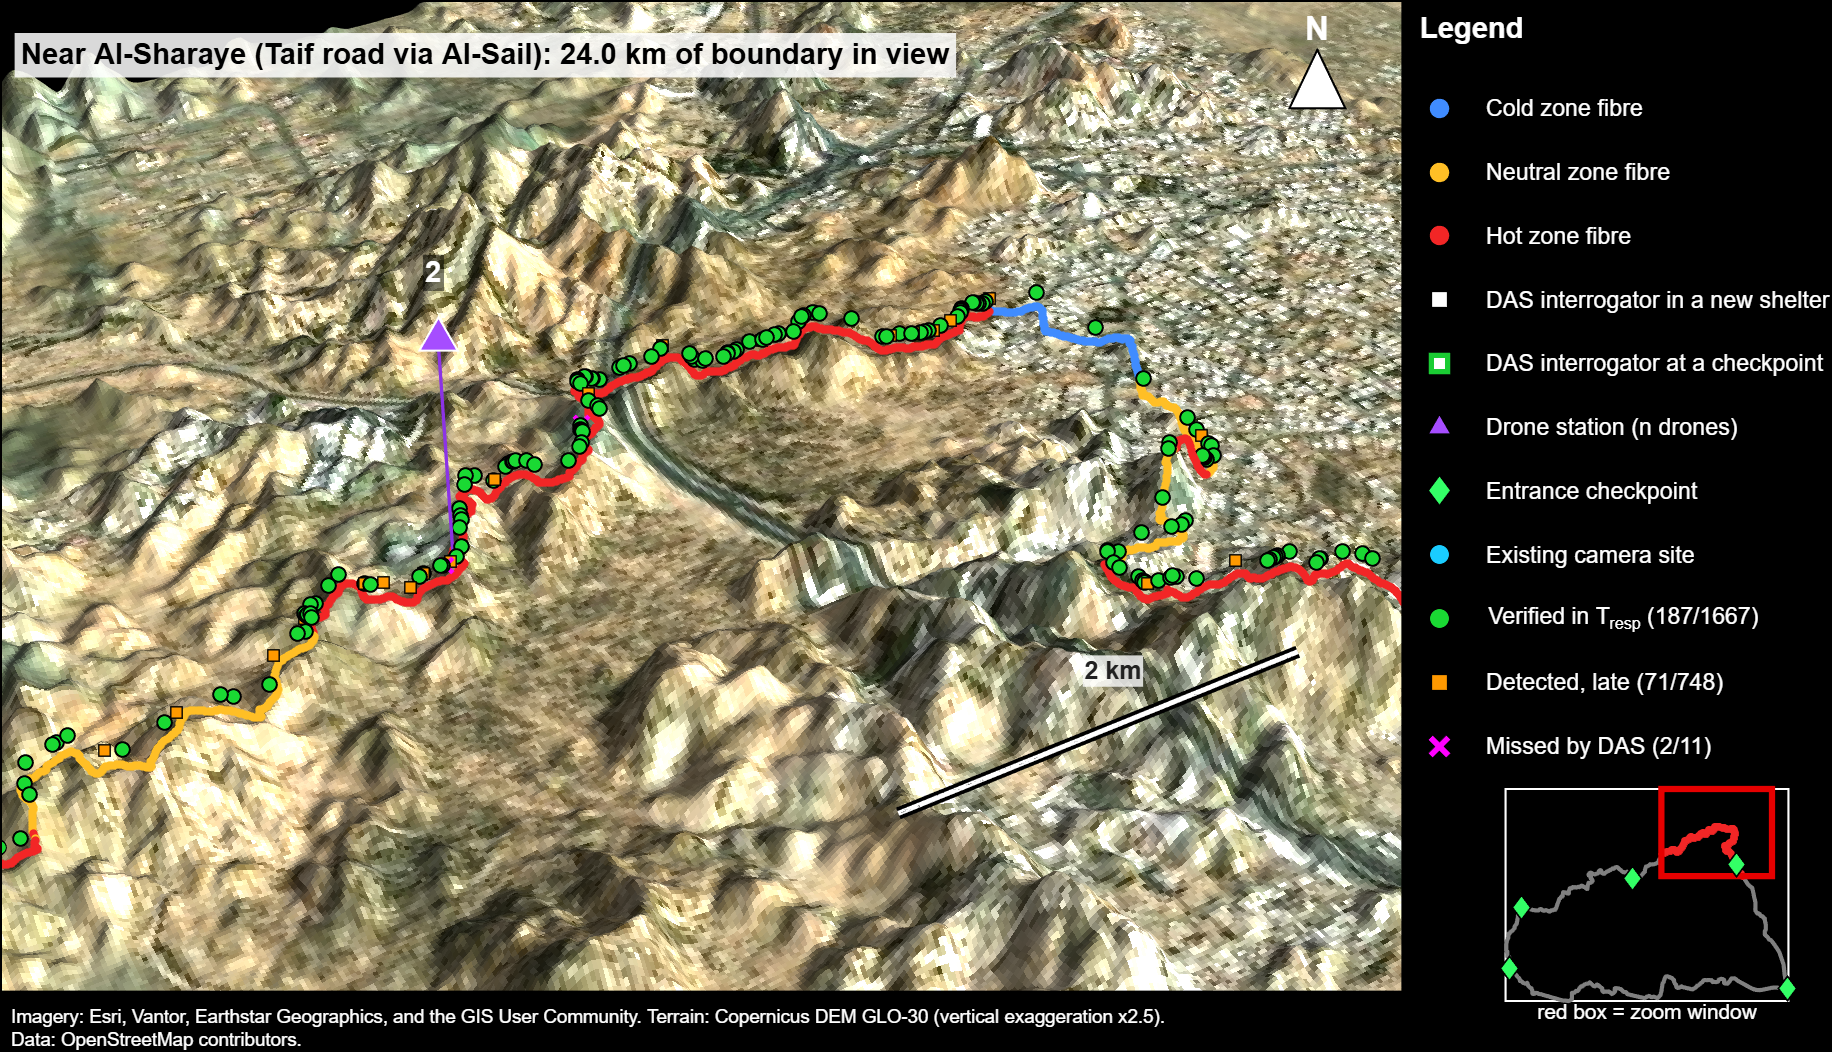 Near Al-Sharaye (Taif road via Al-Sail): 24.0 km of boundary in view
N
2
2 km
Legend
Cold zone fibre
Neutral zone fibre
Hot zone fibre
DAS interrogator in a new shelter
DAS interrogator at a checkpoint
Drone station (n drones)
Entrance checkpoint
Existing camera site
Verified in Tresp (187/1667)
Detected, late (71/748)
Missed by DAS (2/11)
red box = zoom window
Imagery: Esri, Vantor, Earthstar Geographics, and the GIS User Community. Terrain: Copernicus DEM GLO-30 (vertical exaggeration x2.5).
Data: OpenStreetMap contributors.